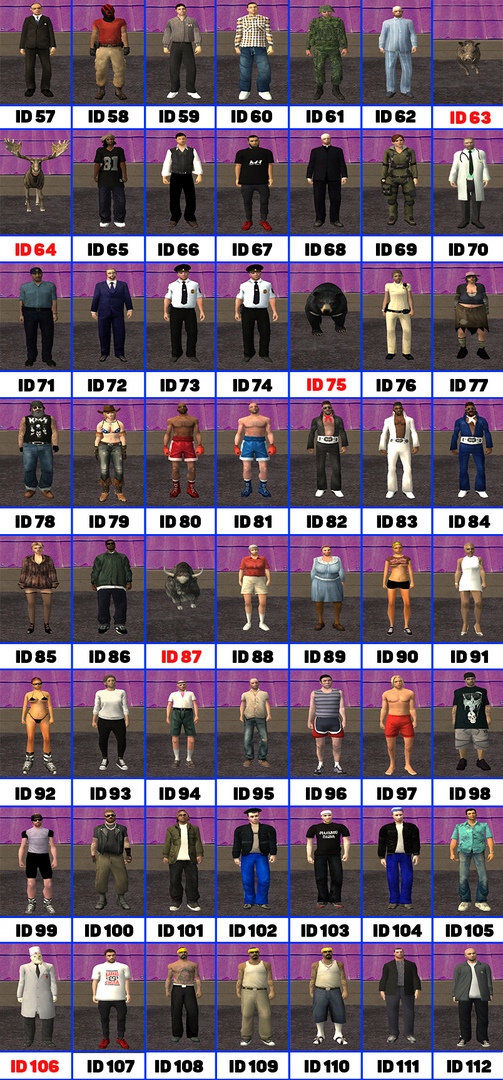 ID 57 ID 58 ID 59 ID 60 ID 61 ID 62 ID 63
81
ID 64 ID 65 ID 66 ID 67 ID 68 ID 69 ID 70
ID 71 ID 72 ID 73 ID 74 ID 75 ID 76 ID 77
ID 78 ID 79 ID 80 ID 81 ID 82 ID 83 ID 84
ID 85 ID 86 ID 87 ID 88 ID 89 ID 90 ID 91
ID 92 ID 93 ID 94 ID 95 ID 96 ID 97 ID 98
ID 99 ID 100 ID 101 ID 102 ID 103 ID 104 ID 105
ID 106 ID 107 ID 108 ID 109 ID 110 ID 111 ID 112